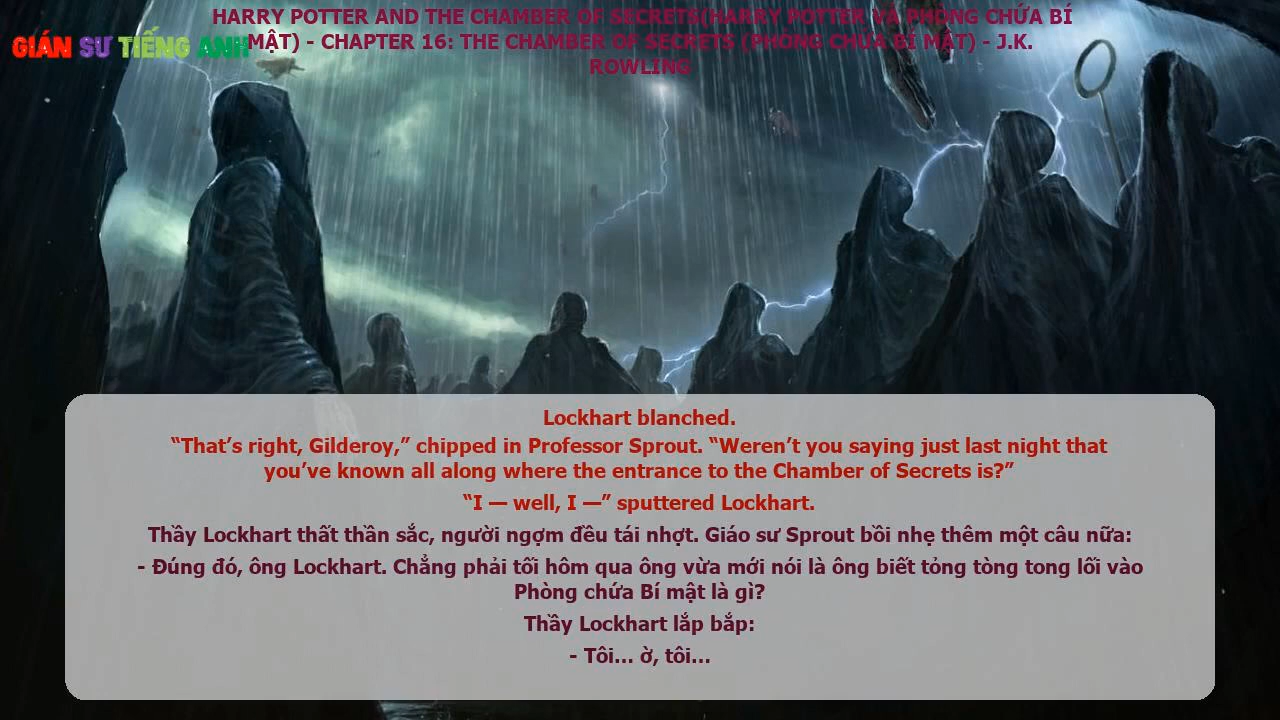 HARRY POTTER AND THE CHAMBER OF SECRETS(HARRY POTTER VÀ PHÒNG CHỨA BÍ
MẬT) - CHAPTER 16: THE CHAMBER OF SECRETS (PHÒNG CHỨA BÍ MẬT) - J.K.
ROWLING
GIÁN SƯ TIẾNG ANH
Lockhart blanched.
“That’s right, Gilderoy,” chipped in Professor Sprout. “Weren’t you saying just last night that
you’ve known all along where the entrance to the Chamber of Secrets is?”
“I — well, I —” sputtered Lockhart.
Thầy Lockhart thất thần sắc, người ngợm đều tái nhợt. Giáo sư Sprout bồi nhẹ thêm một câu nữa:
- Đúng đó, ông Lockhart. Chẳng phải tối hôm qua ông vừa mới nói là ông biết tỏng tòng tong lối vào
Phòng chứa Bí mật là gì?
Thầy Lockhart lắp bắp:
- Tôi... ờ, tôi...